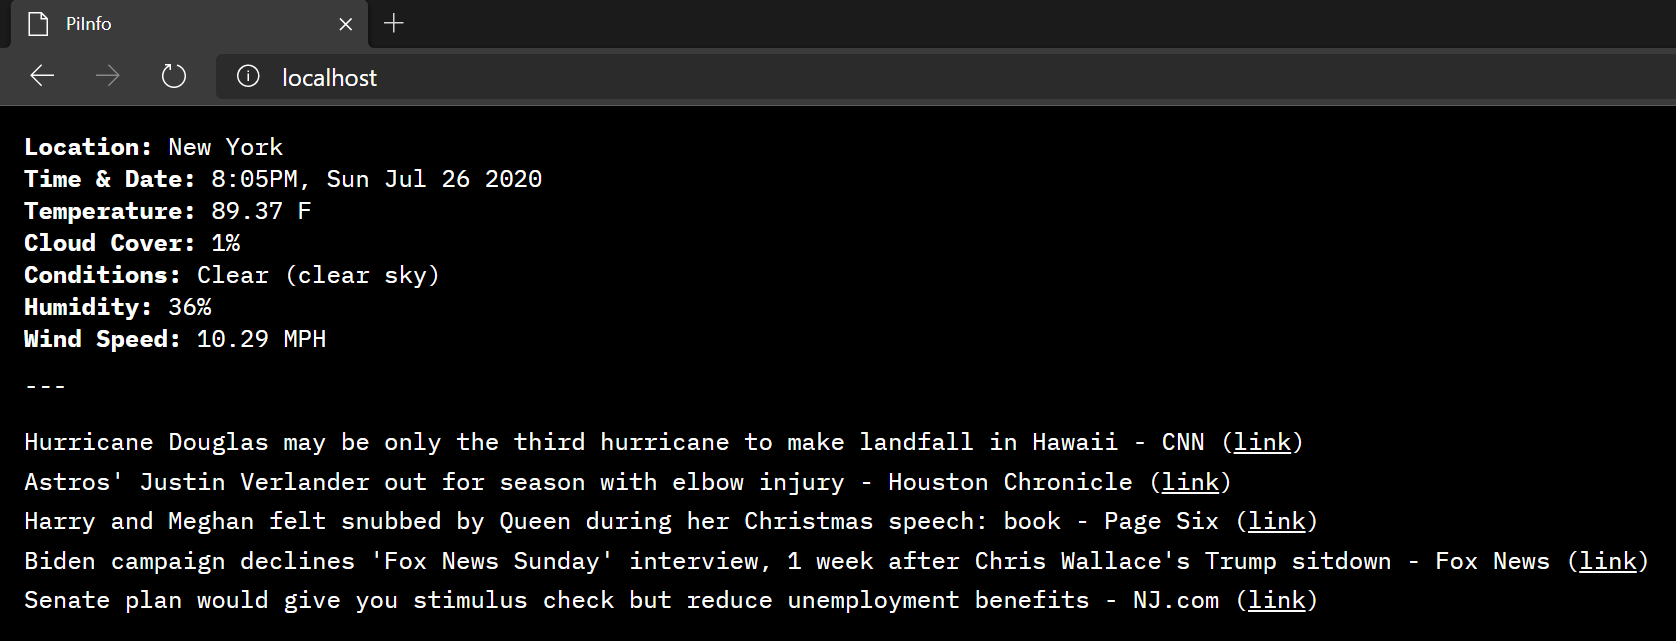 PiInfo
localhost
Location: New York
Time & Date: 8:05PM, Sun Jul 26 2020
Temperature: 89.37 F
Cloud Cover: 1%
Conditions: Clear (clear sky)
Humidity: 36%
Wind Speed: 10.29 MPH
---
Hurricane Douglas may be only the third hurricane to make landfall in Hawaii - CNN (link)
Astros' Justin Verlander out for season with elbow injury - Houston Chronicle (link)
Harry and Meghan felt snubbed by Queen during her Christmas speech: book - Page Six (link)
Biden campaign declines 'Fox News Sunday' interview, 1 week after Chris Wallace's Trump sitdown - Fox News (link)
Senate plan would give you stimulus check but reduce unemployment benefits - NJ.com (link)